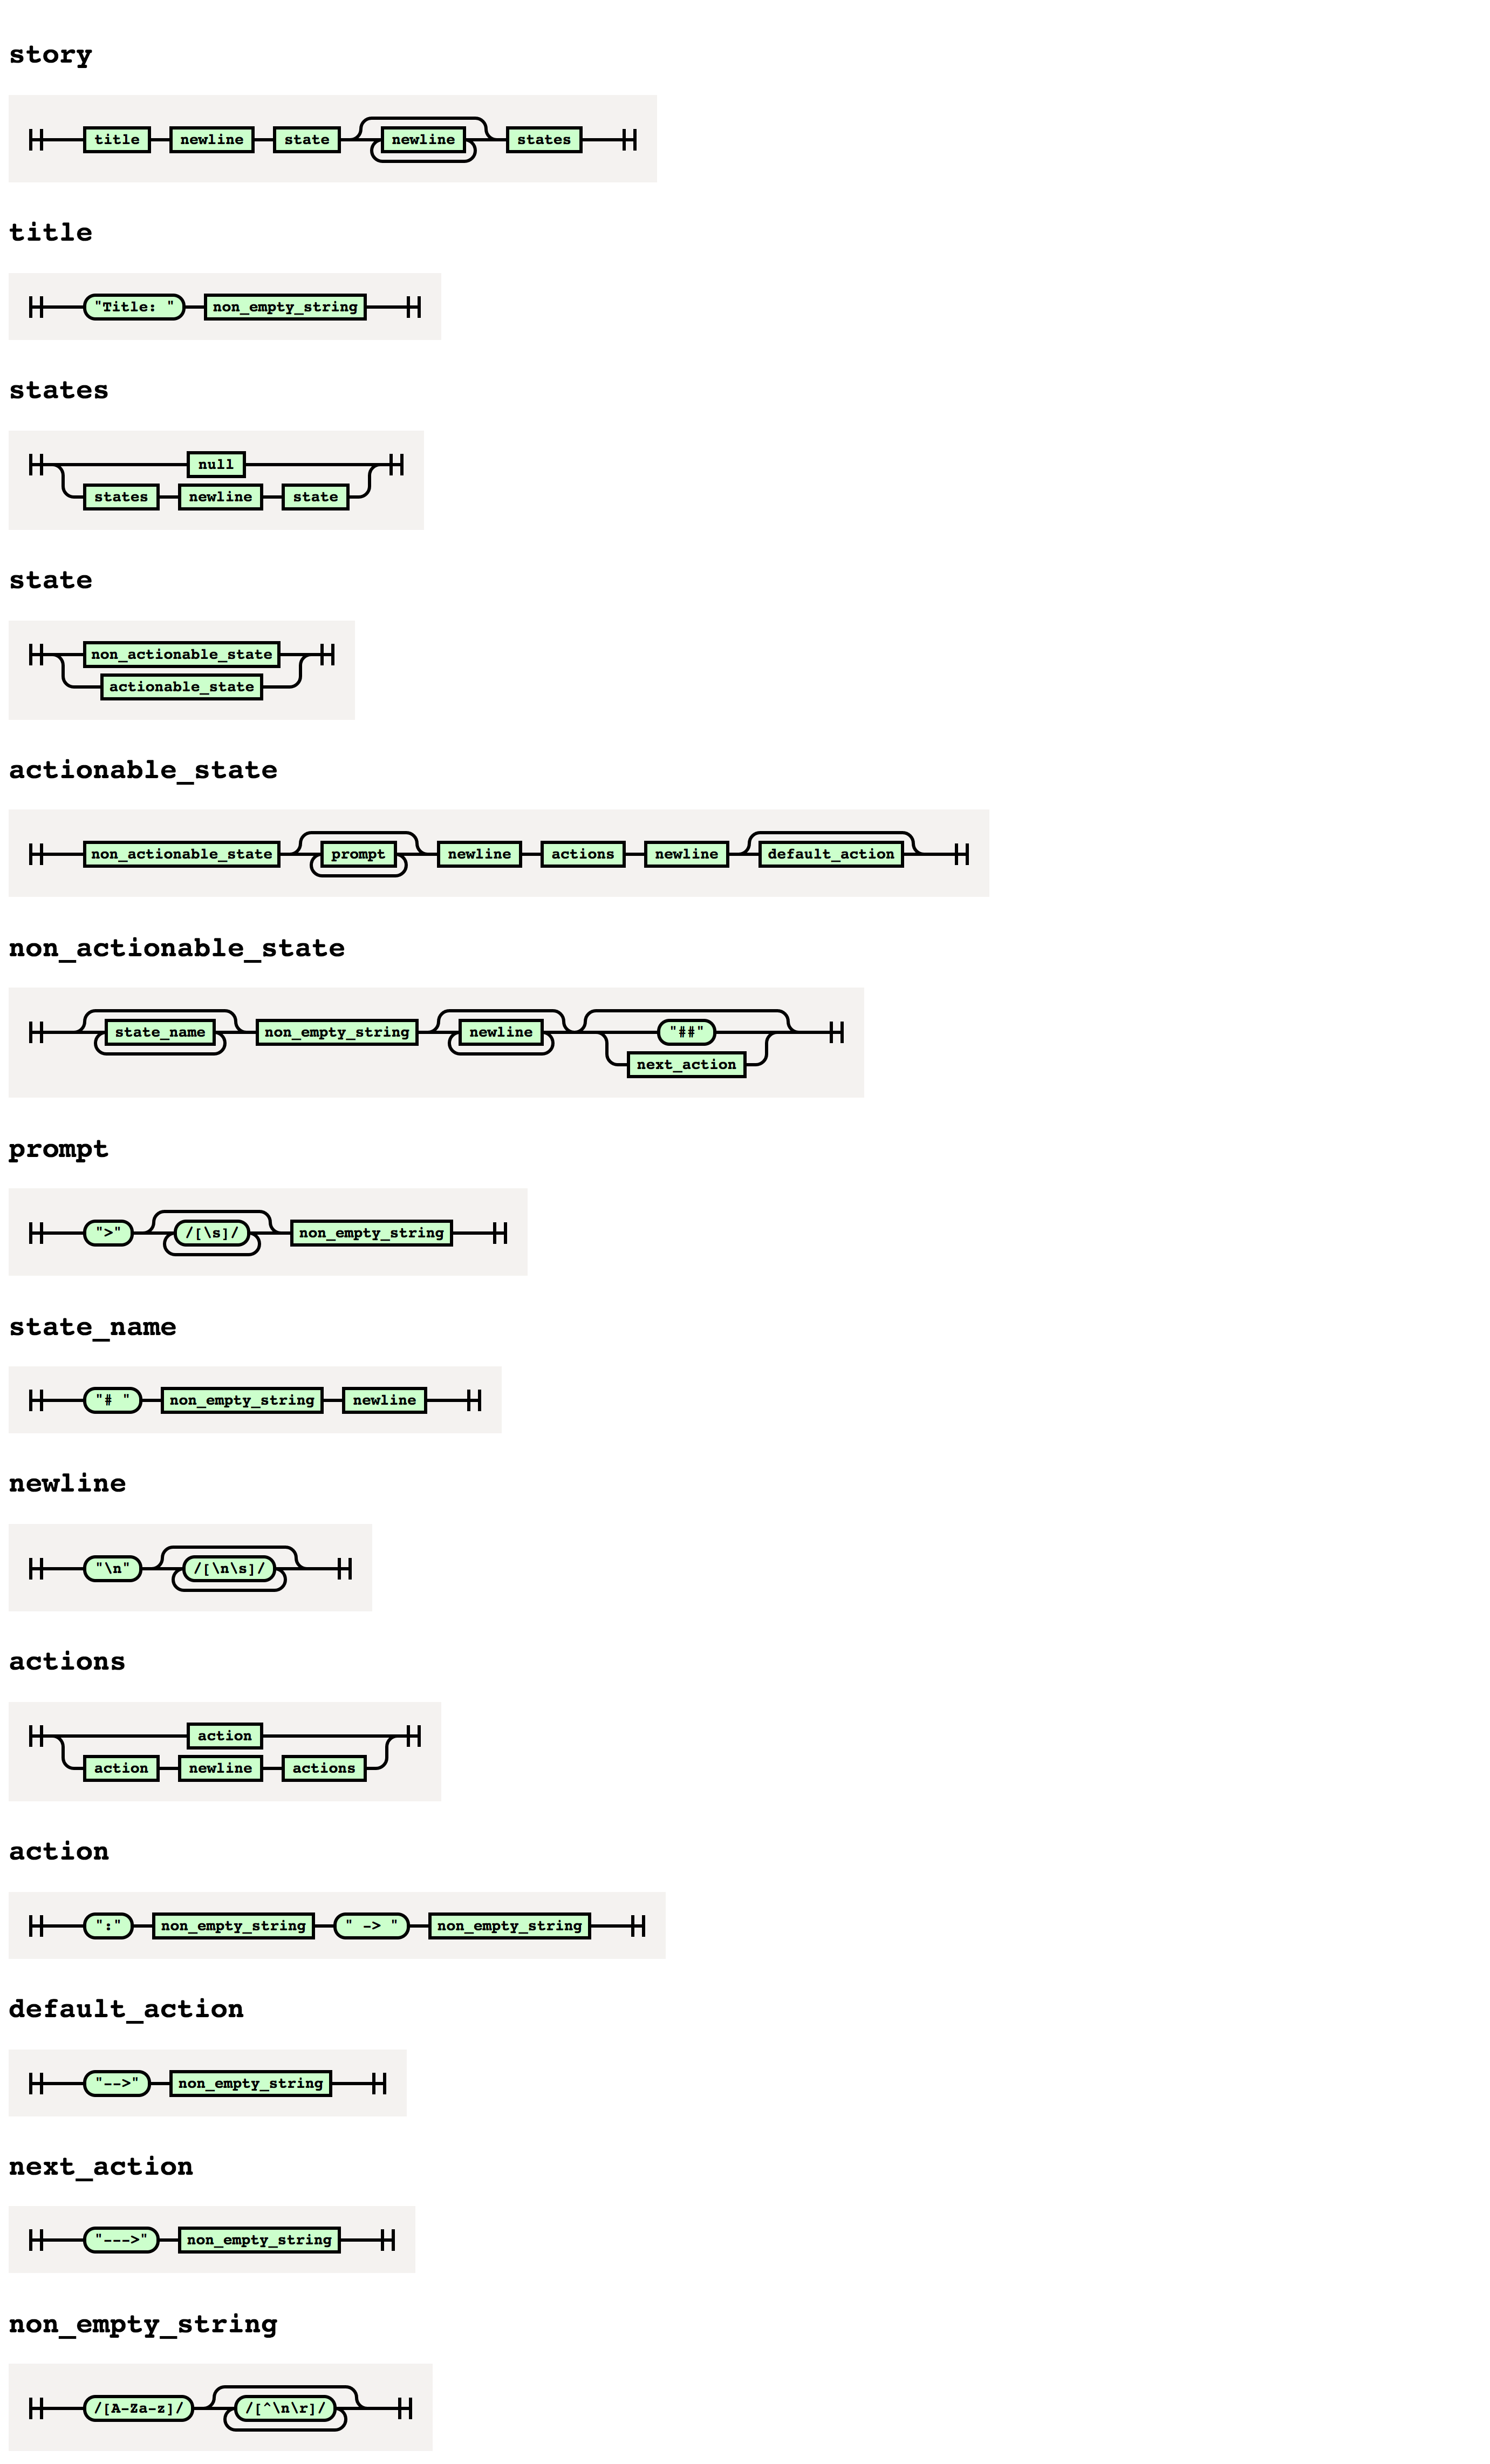 story
title newline state newline states
title
"Title: " non_empty_string
states
null
states newline state
state
non_actionable_state
actionable_state
actionable_state
non_actionable_state prompt newline actions newline default_action
non_actionable_state
state_name non_empty_string newline "##"
next_action
prompt
">" /[\s]/ non_empty_string
state_name
"# " non_empty_string newline
newline
"\n" /[\n\s]/
actions
action
action newline actions
action
":" non_empty_string " -> " non_empty_string
default_action
"-->" non_empty_string
next_action
"--->" non_empty_string
non_empty_string
/[A-Za-z]/ /[^\n\r]/